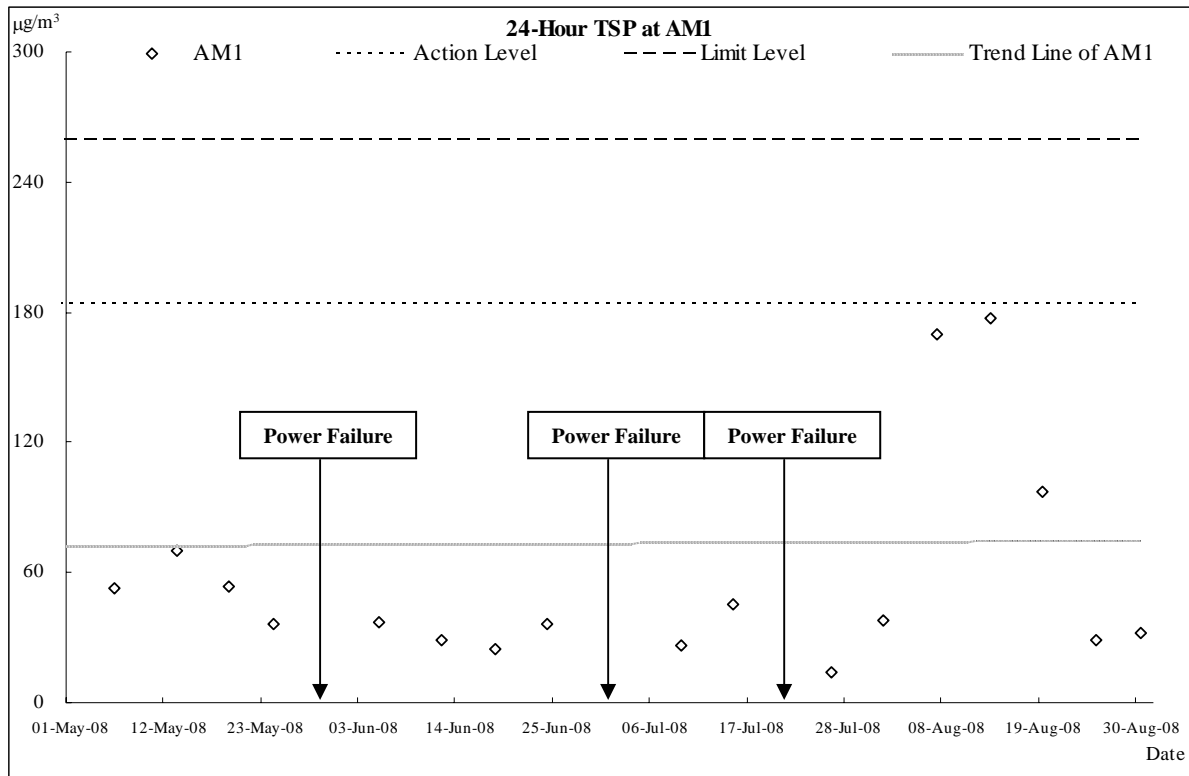 µg/m³
24-Hour TSP at AM1
300
AM1
Action Level
Limit Level
Trend Line of AM1
240
180
120
60
0
Power Failure
Power Failure
Power Failure
01-May-08
12-May-08
23-May-08
03-Jun-08
14-Jun-08
25-Jun-08
06-Jul-08
17-Jul-08
28-Jul-08
08-Aug-08
19-Aug-08
30-Aug-08
Date